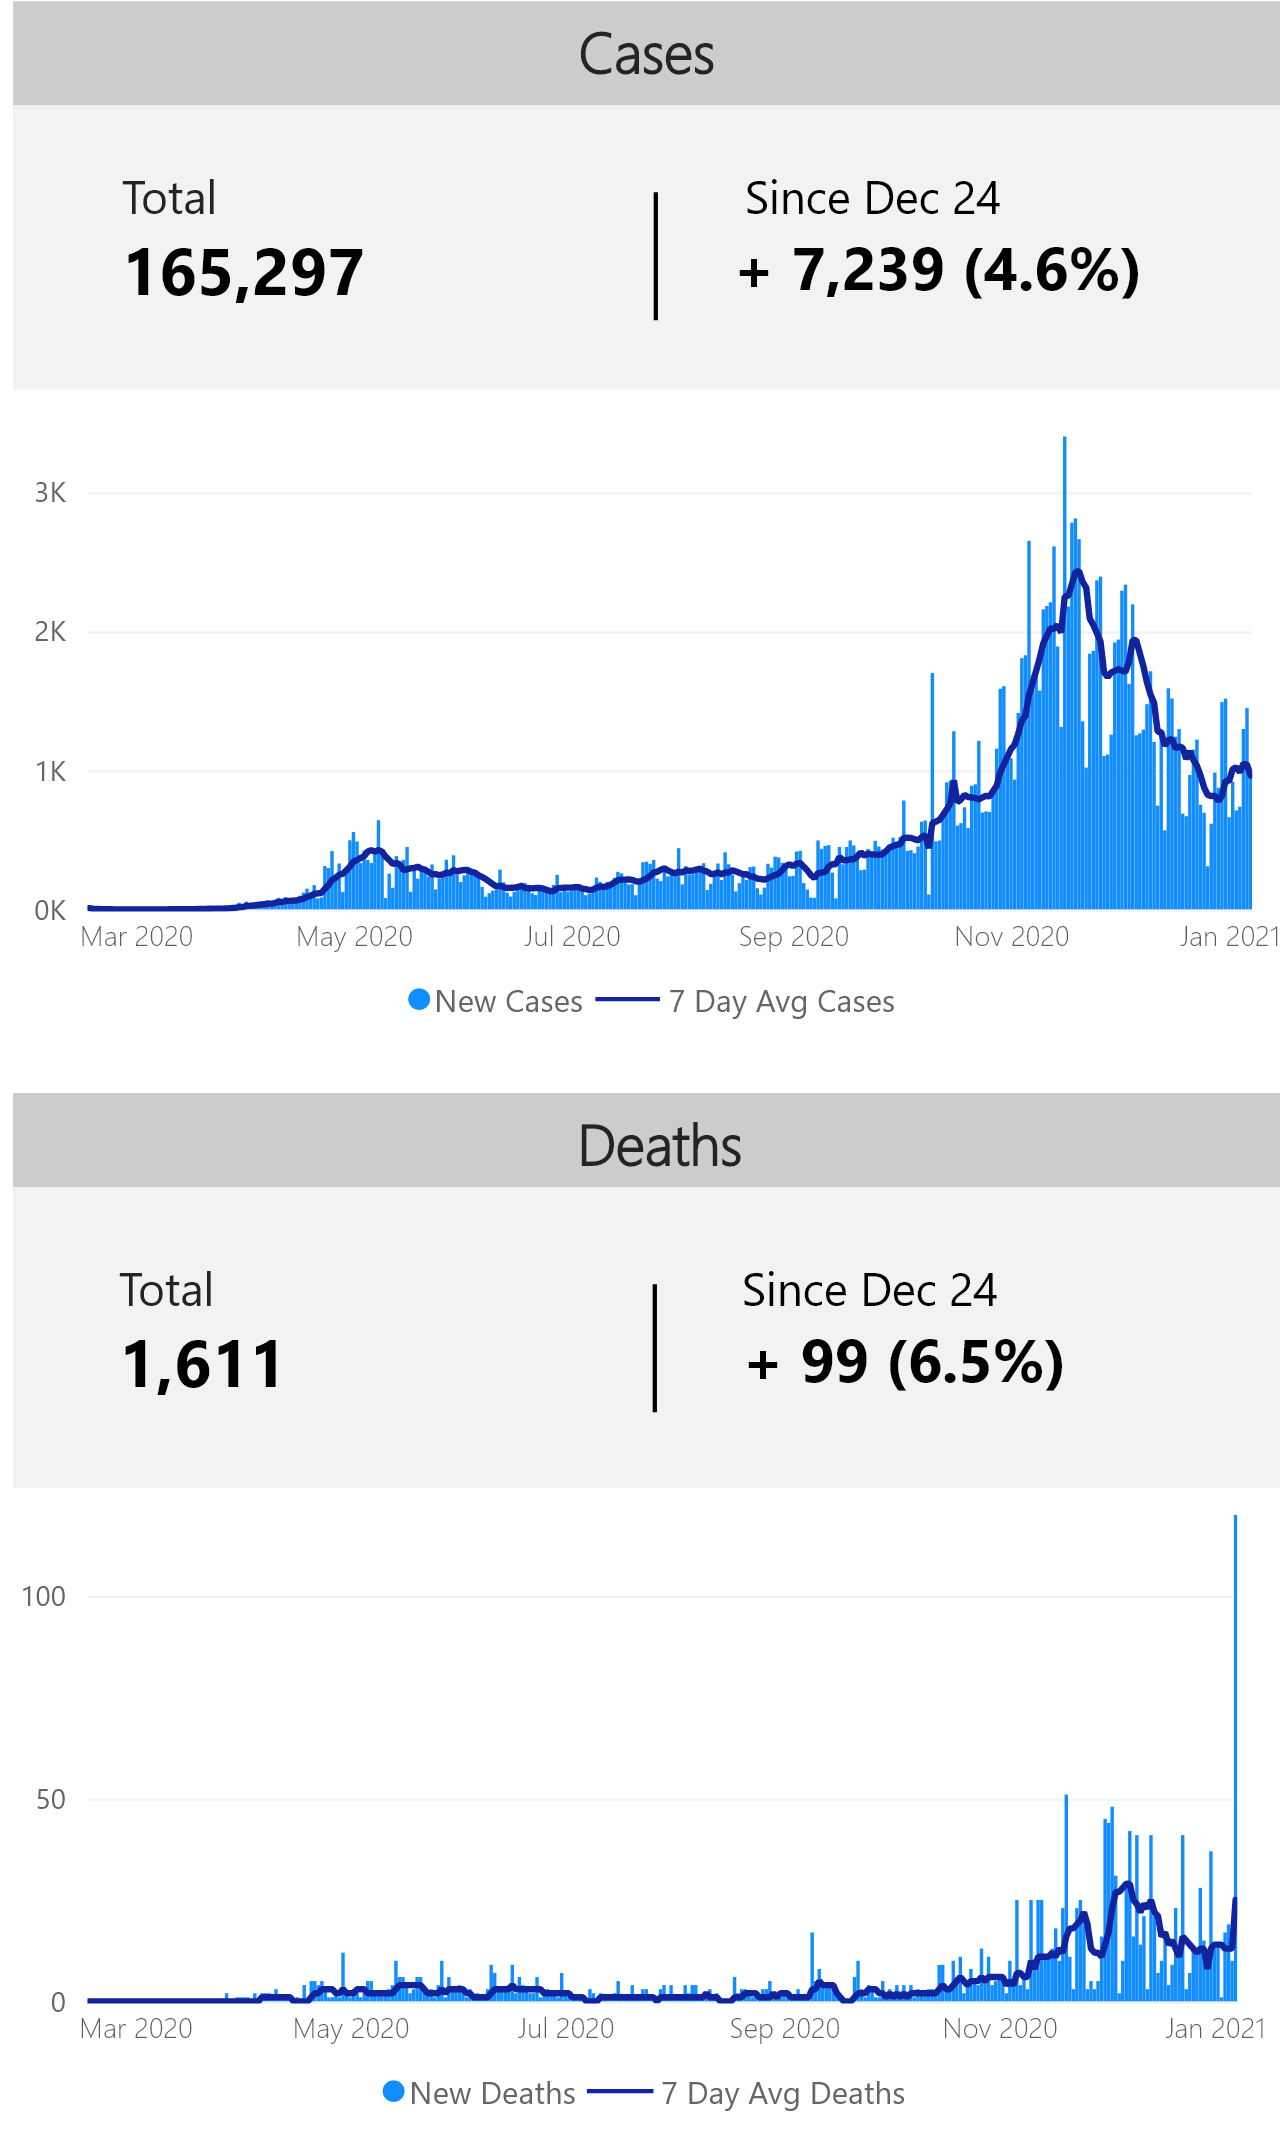 Cases
Total
Since Dec 24
165,297
+ 7,239 (4.6%)
3K
2K
1K
0K
Mar 2020 May 2020 Jul 2020 Sep 2020 Nov 2020 Jan 2021
New Cases 7 Day Avg Cases
Deaths
Total
Since Dec 24
1,611
+ 99 (6.5%)
100
50
0
Mar 2020 May 2020 Jul 2020 Sep 2020 Nov 2020 Jan 2021
New Deaths 7 Day Avg Deaths